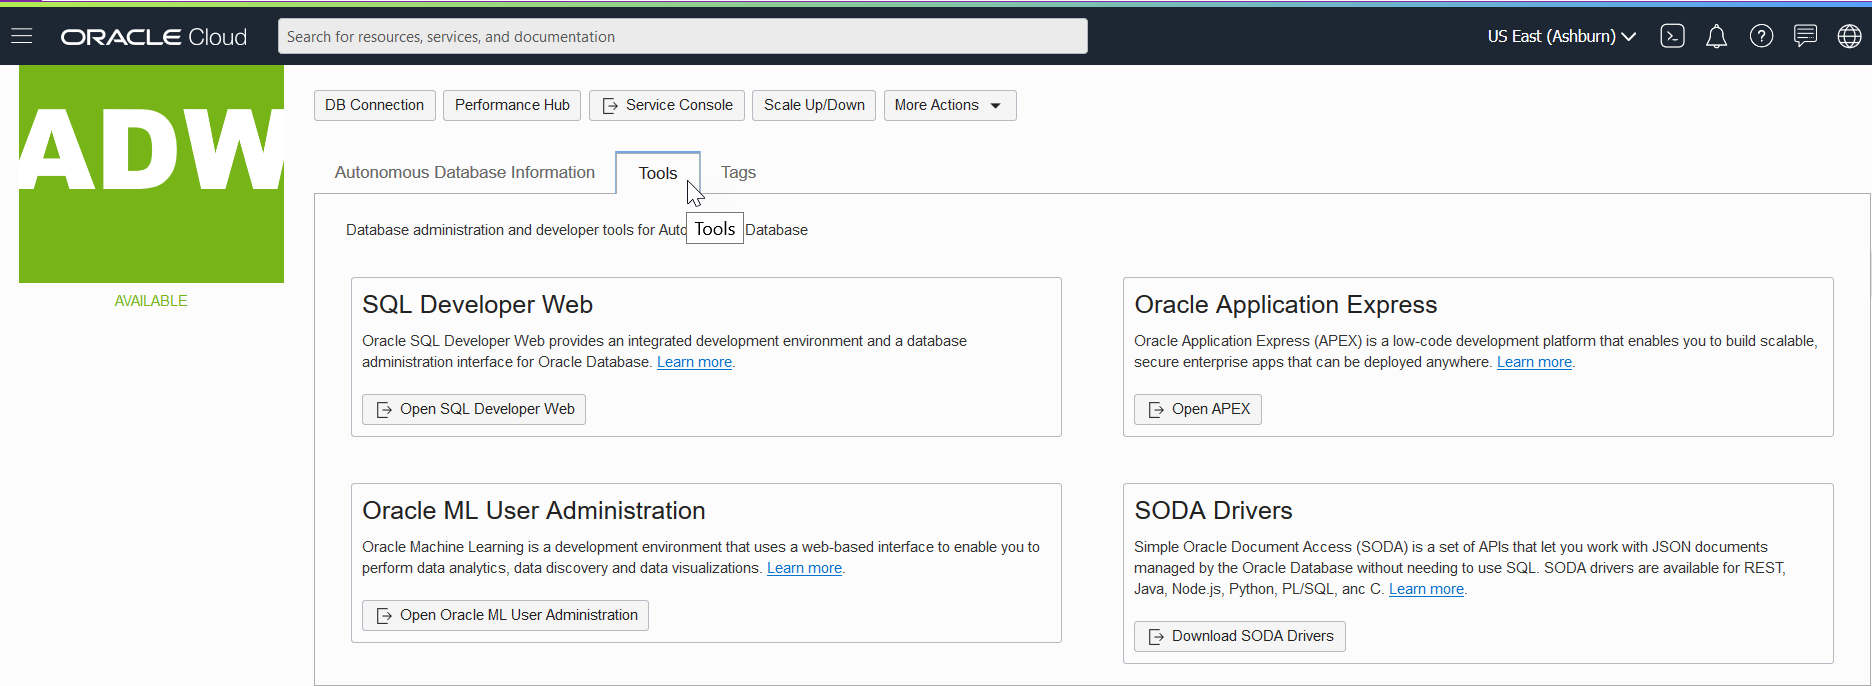 ORACLE Cloud
Search for resources, services, and documentation
US East (Ashburn)
ADW
AVAILABLE
DB Connection
Performance Hub
Service Console
Scale Up/Down
More Actions
Autonomous Database Information
Tools
Tags
Tools
Database administration and developer tools for Auto Database
SQL Developer Web
Oracle SQL Developer Web provides an integrated development environment and a database
administration interface for Oracle Database. Learn more.
Open SQL Developer Web
Oracle Application Express
Oracle Application Express (APEX) is a low-code development platform that enables you to build scalable,
secure enterprise apps that can be deployed anywhere. Learn more.
Open APEX
Oracle ML User Administration
Oracle Machine Learning is a development environment that uses a web-based interface to enable you to
perform data analytics, data discovery and data visualizations. Learn more.
Open Oracle ML User Administration
SODA Drivers
Simple Oracle Document Access (SODA) is a set of APIs that let you work with JSON documents
managed by the Oracle Database without needing to use SQL. SODA drivers are available for REST,
Java, Node.js, Python, PL/SQL, anc C. Learn more.
Download SODA Drivers